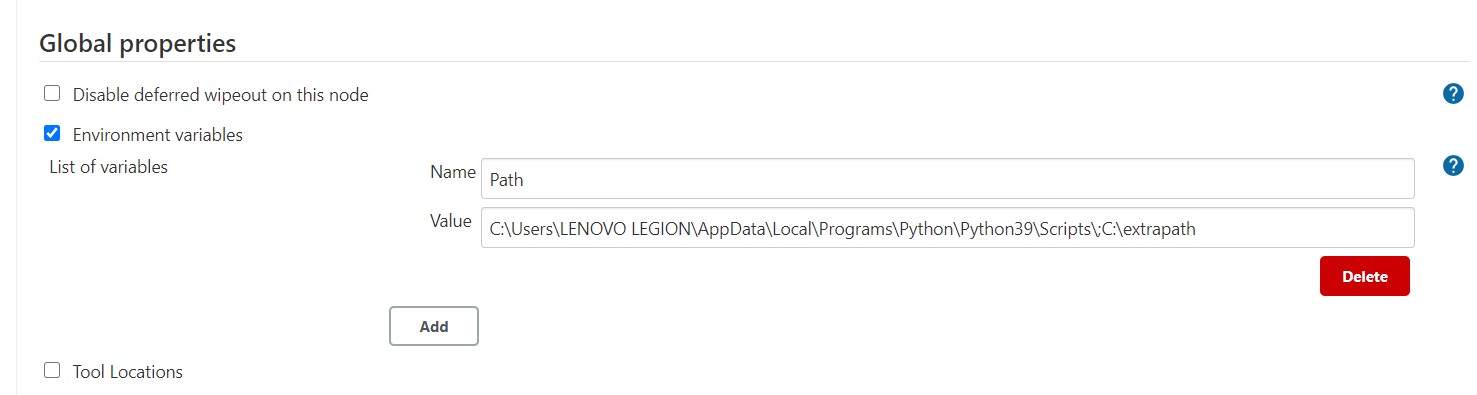 Global properties
Disable deferred wipeout on this node
?
Environment variables
List of variables
?
Name
Path
Value
C:\Users\LENOVO LEGION\AppData\Local\Programs\Python\Python39\Scripts\;C:\extrapath
Delete
Add
Tool Locations